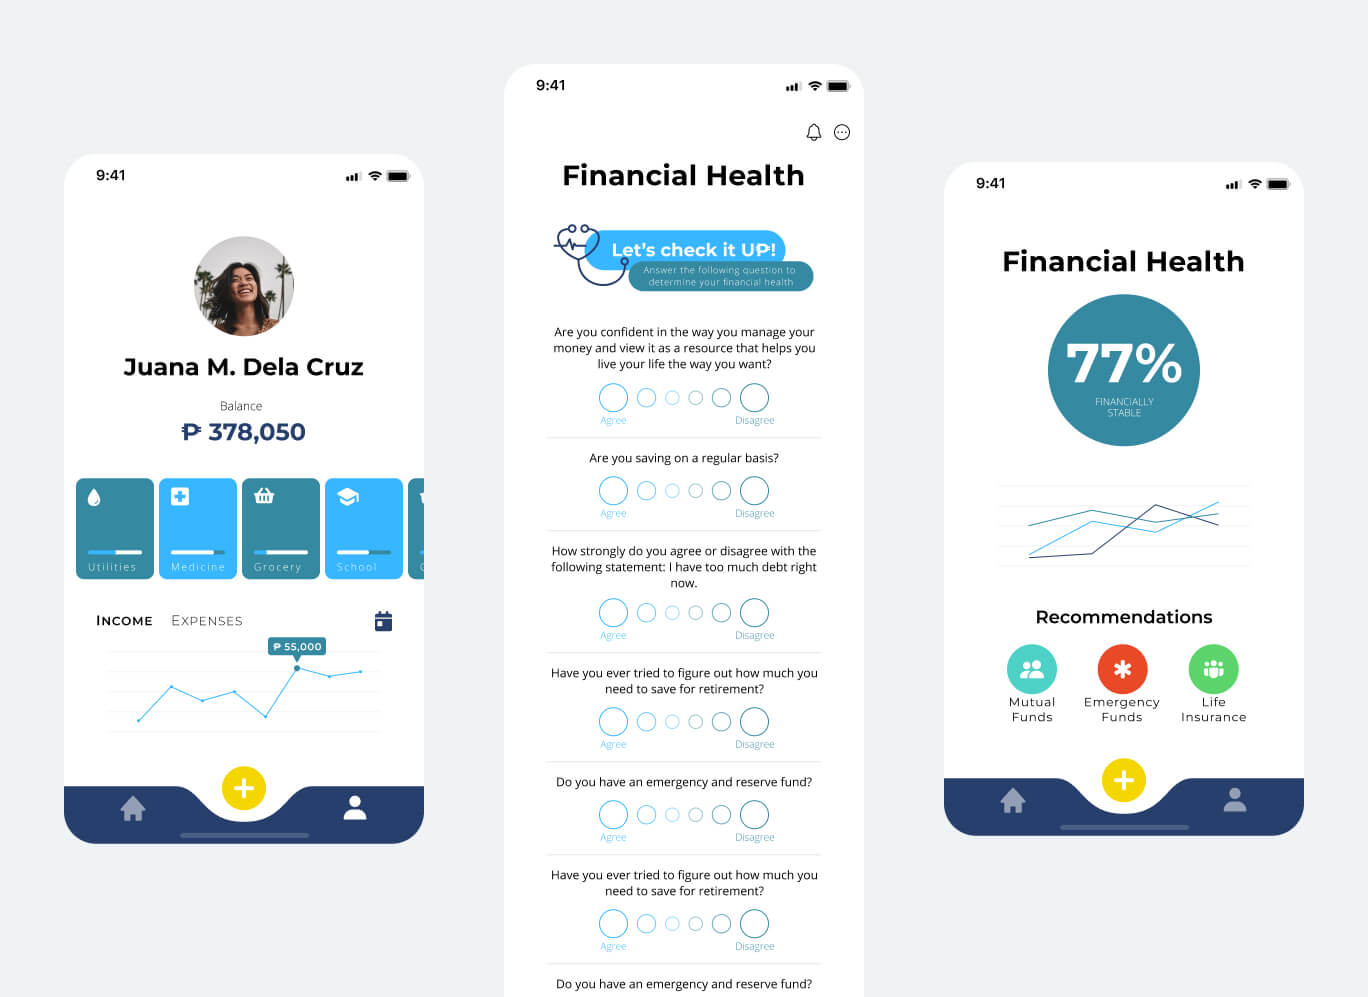 9:41
Juana M. Dela Cruz
Balance
₱ 378,050
Utilities
Medicine
Grocery
School
INCOME
EXPENSES
₱ 55,000
9:41
Financial Health
Let's check it UP!
Answer the following question to
determine your financial health
Are you confident in the way you manage your
money and view it as a resource that helps you
live your life the way you want?
Agree
Disagree
Are you saving on a regular basis?
Agree
Disagree
How strongly do you agree or disagree with the
following statement: I have too much debt right
now.
Agree
Disagree
Have you ever tried to figure out how much you
need to save for retirement?
Agree
Disagree
Do you have an emergency and reserve fund?
Agree
Disagree
Have you ever tried to figure out how much you
need to save for retirement?
Agree
Disagree
Do you have an emergency and reserve fund?
9:41
Financial Health
77%
FINANCIALLY
STABLE
Recommendations
Mutual
Funds
Emergency
Funds
Life
Insurance